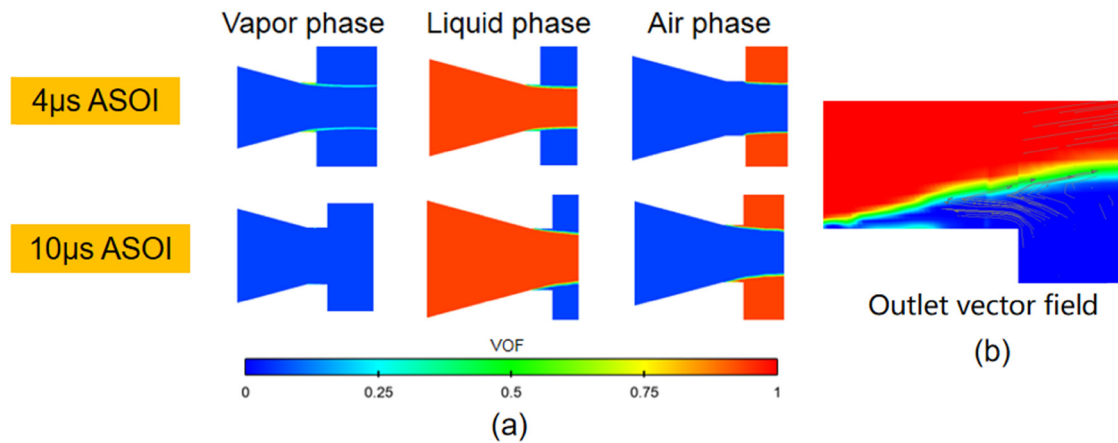 Vapor phase Liquid phase Air phase
4μs ASOI
10μs ASOI
Outlet vector field
(b)
VOF
0 0.25 0.5 0.75 1
(a)